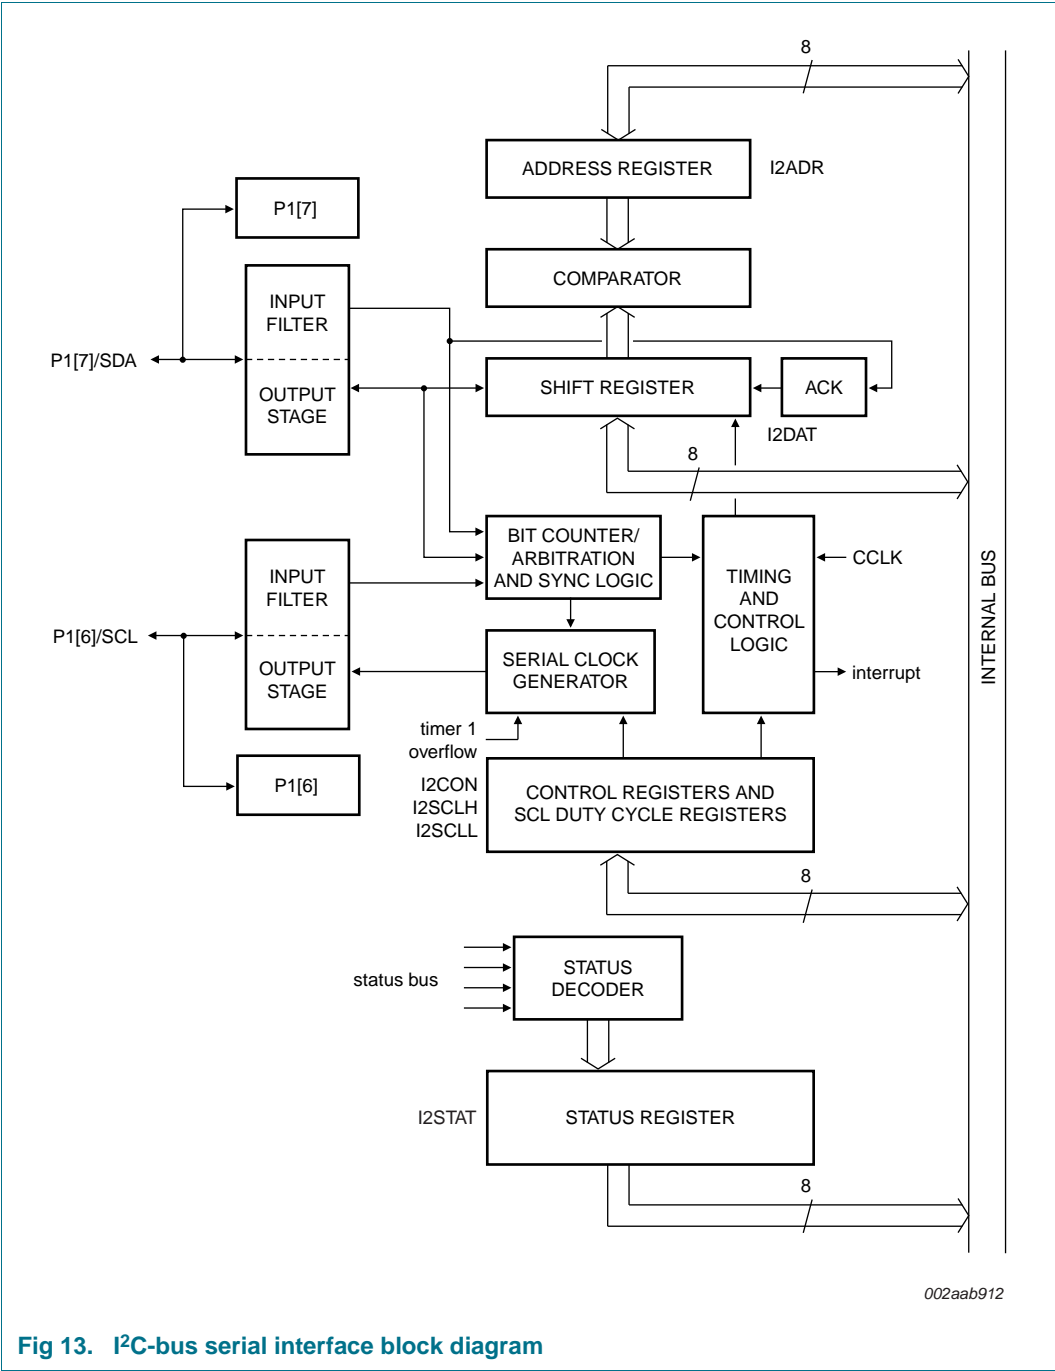 8
ADDRESS REGISTER
I2ADR
P1[7]
COMPARATOR
INPUT
FILTER
P1[7]/SDA
OUTPUT
STAGE
SHIFT REGISTER
ACK
I2DAT
8
BIT COUNTER/
ARBITRATION
AND SYNC LOGIC
CCLK
INPUT
FILTER
TIMING
AND
CONTROL
LOGIC
INTERNAL BUS
P1[6]/SCL
OUTPUT
STAGE
SERIAL CLOCK
GENERATOR
interrupt
timer 1
overflow
P1[6]
I2CON
I2SCLH
I2SCLL
CONTROL REGISTERS AND
SCL DUTY CYCLE REGISTERS
8
status bus
STATUS
DECODER
I2STAT
STATUS REGISTER
8
002aab912
Fig 13. I²C-bus serial interface block diagram